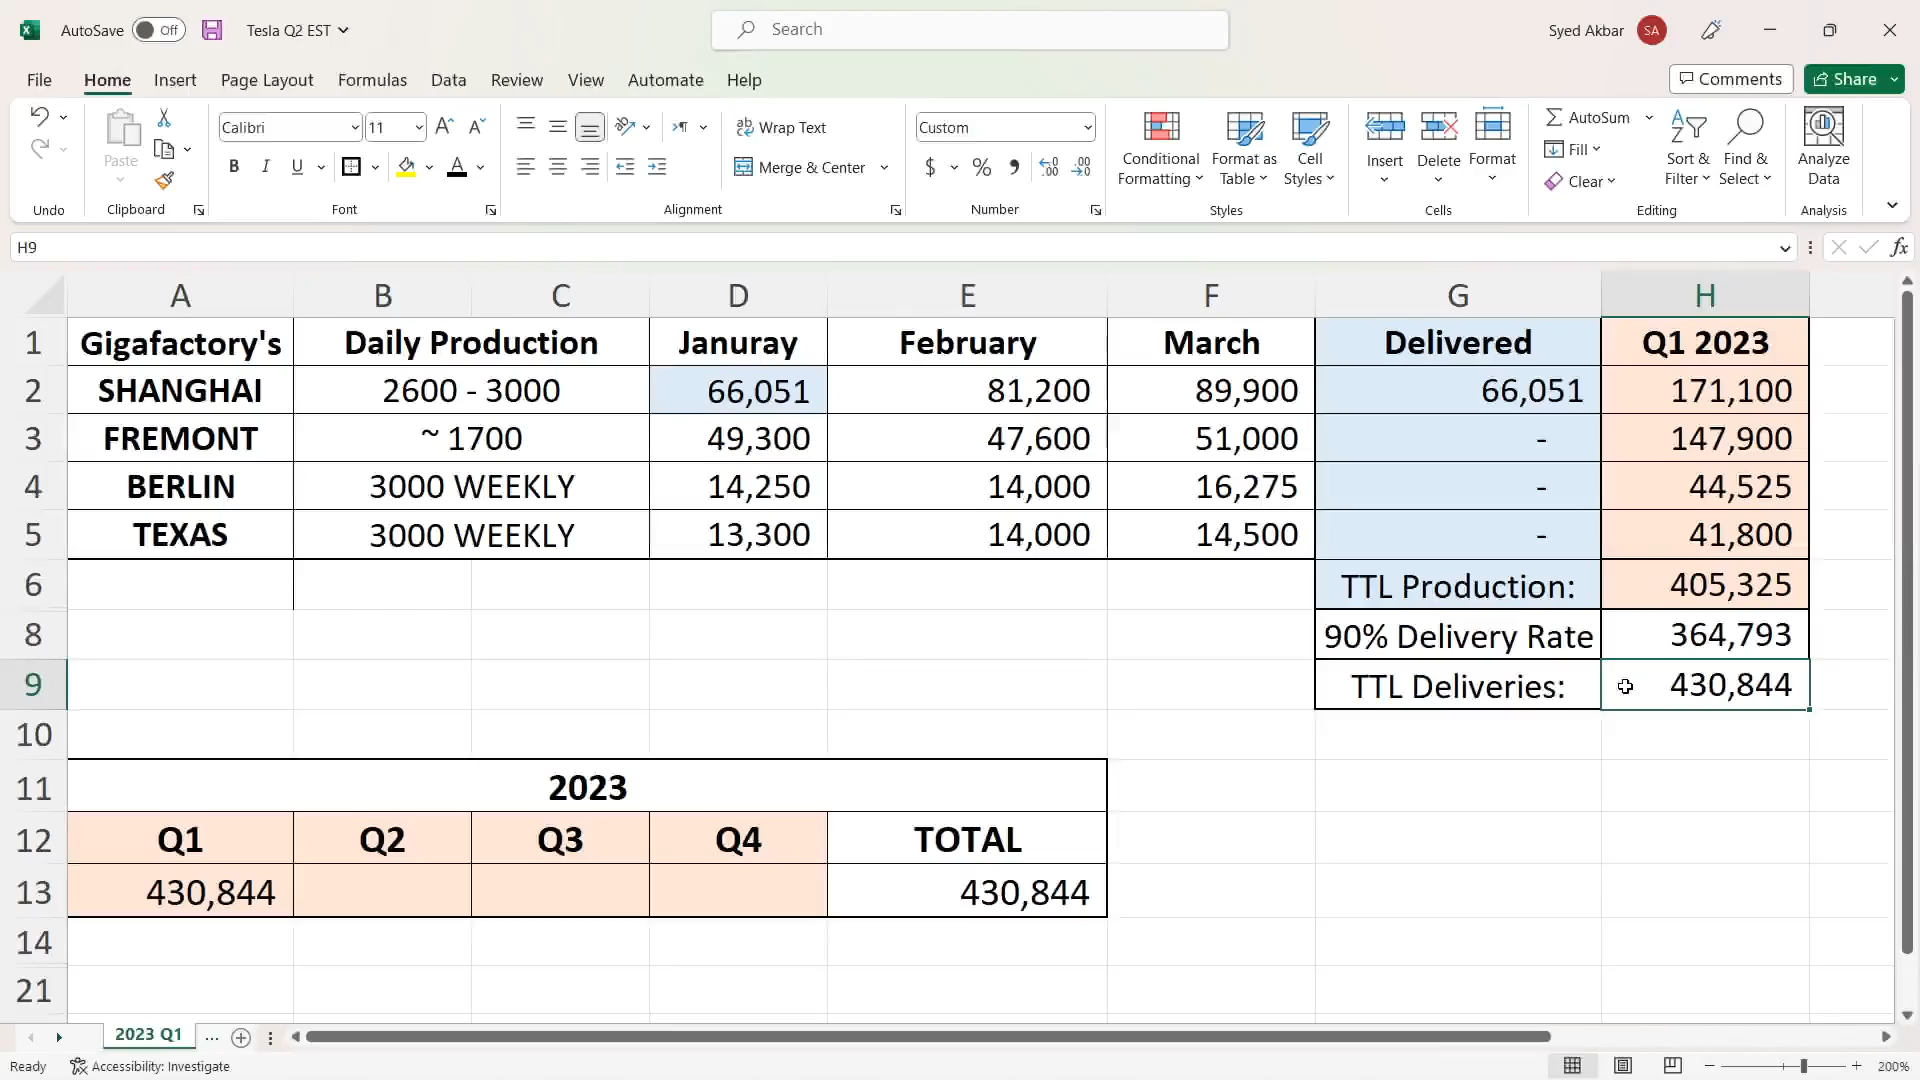 AutoSave Off Tesla Q2 EST Search Syed Akbar SA
File Home Insert Page Layout Formulas Data Review View Automate Help Comments Share
Paste Calibri 11 Wrap Text Custom AutoSum
B I U Merge & Center $ % Conditional Formatting Format as Table Cell Styles Insert Delete Format Fill Sort & Filter Find & Select Analyze Data
Clear
Undo Clipboard Font Alignment Number Styles Cells Editing Analysis
H9 fx
A B C D E F G H
1 Gigafactory's Daily Production Januray February March Delivered Q1 2023
2 SHANGHAI 2600 - 3000 66,051 81,200 89,900 66,051 171,100
3 FREMONT ~ 1700 49,300 47,600 51,000 - 147,900
4 BERLIN 3000 WEEKLY 14,250 14,000 16,275 - 44,525
5 TEXAS 3000 WEEKLY 13,300 14,000 14,500 - 41,800
6 TTL Production: 405,325
8 90% Delivery Rate 364,793
9 TTL Deliveries: 430,844
10
11 2023
12 Q1 Q2 Q3 Q4 TOTAL
13 430,844 430,844
14
21
2023 Q1 ...
Ready Accessibility: Investigate 200%